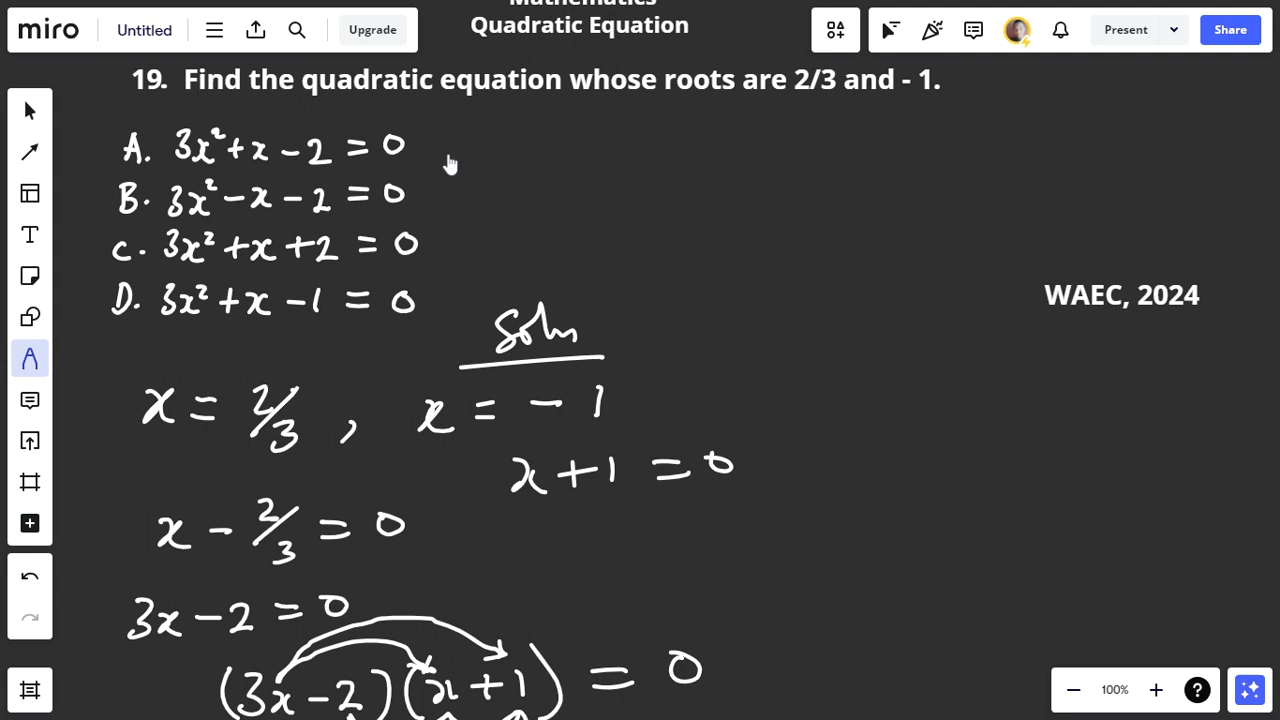 Mathematics
Quadratic Equation
miro Untitled Upgrade Present Share
19. Find the quadratic equation whose roots are 2/3 and - 1.
A. 3x² + x - 2 = 0
B. 3x² - x - 2 = 0
C. 3x² + x + 2 = 0
D. 3x² + x - 1 = 0
WAEC, 2024
Soln
x = 2/3 , x = - 1
x + 1 = 0
x - 2/3 = 0
3x - 2 = 0
(3x - 2)(x + 1) = 0
100%